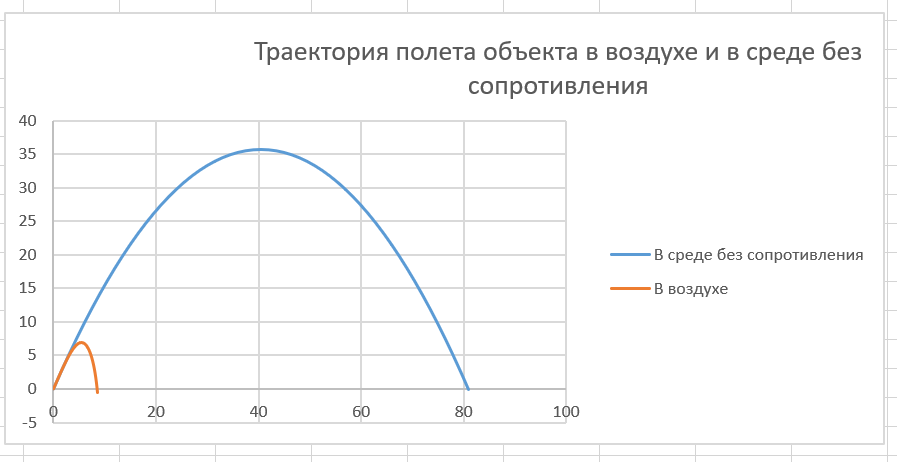 Траектория полета объекта в воздухе и в среде без
сопротивления
40
35
30
25
20
15
10
5
0
-5
0 20 40 60 80 100
В среде без сопротивления
В воздухе